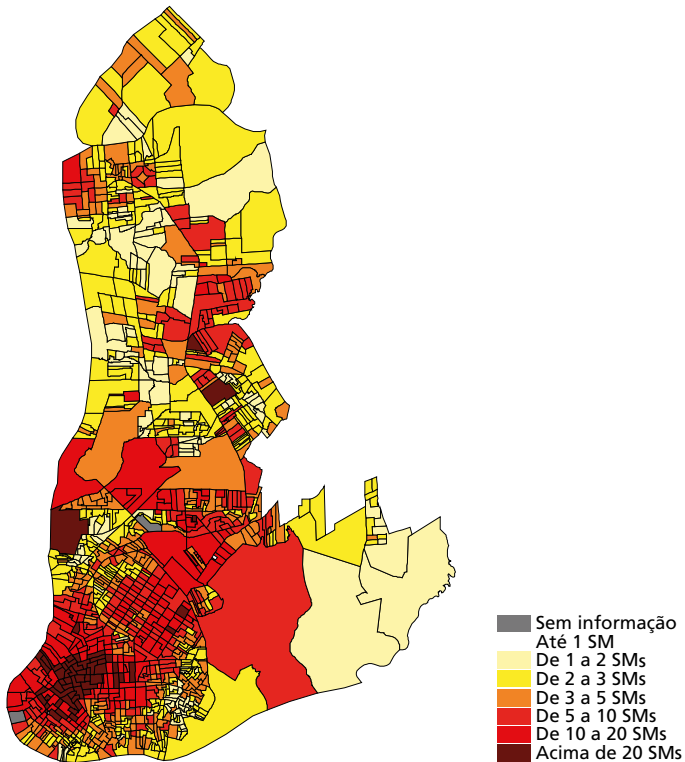 Sem informação
Até 1 SM
De 1 a 2 SMs
De 2 a 3 SMs
De 3 a 5 SMs
De 5 a 10 SMs
De 10 a 20 SMs
Acima de 20 SMs